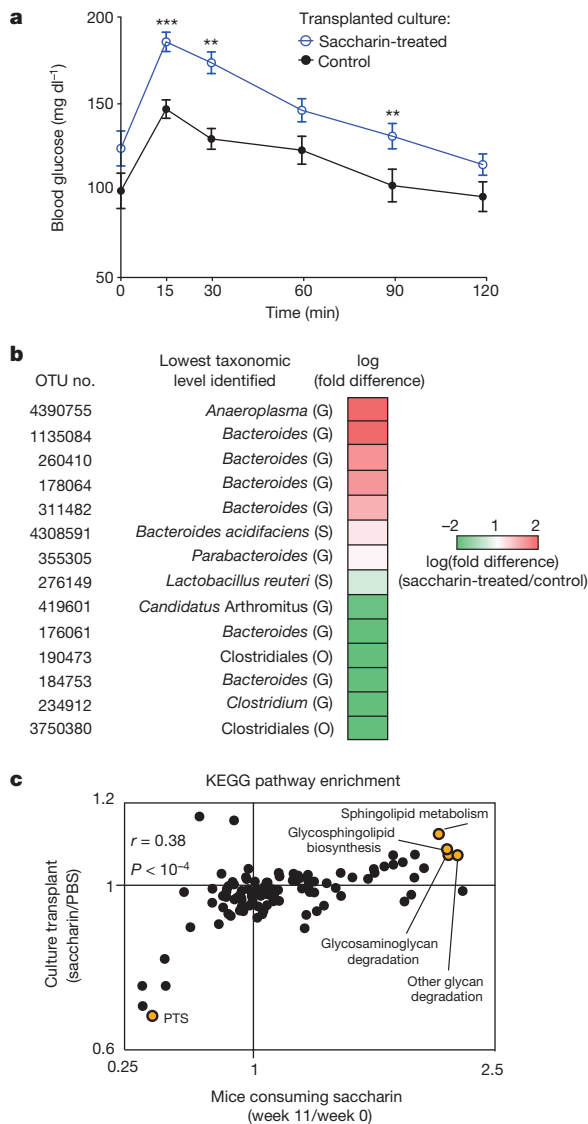 a
Transplanted culture:
Saccharin-treated
Control
***
**
**
200
150
100
50
Blood glucose (mg dl⁻¹)
0 15 30 60 90 120
Time (min)
b
OTU no. Lowest taxonomic level identified log (fold difference)
4390755 Anaeroplasma (G)
1135084 Bacteroides (G)
260410 Bacteroides (G)
178064 Bacteroides (G)
311482 Bacteroides (G)
4308591 Bacteroides acidifaciens (S)
355305 Parabacteroides (G)
276149 Lactobacillus reuteri (S)
419601 Candidatus Arthromitus (G)
176061 Bacteroides (G)
190473 Clostridiales (O)
184753 Bacteroides (G)
234912 Clostridium (G)
3750380 Clostridiales (O)
−2 1 2
log(fold difference)
(saccharin-treated/control)
c
KEGG pathway enrichment
1.2
1
0.6
Culture transplant
(saccharin/PBS)
r = 0.38
P < 10⁻⁴
Sphingolipid metabolism
Glycosphingolipid
biosynthesis
Glycosaminoglycan
degradation
Other glycan
degradation
PTS
0.25 1 2.5
Mice consuming saccharin
(week 11/week 0)